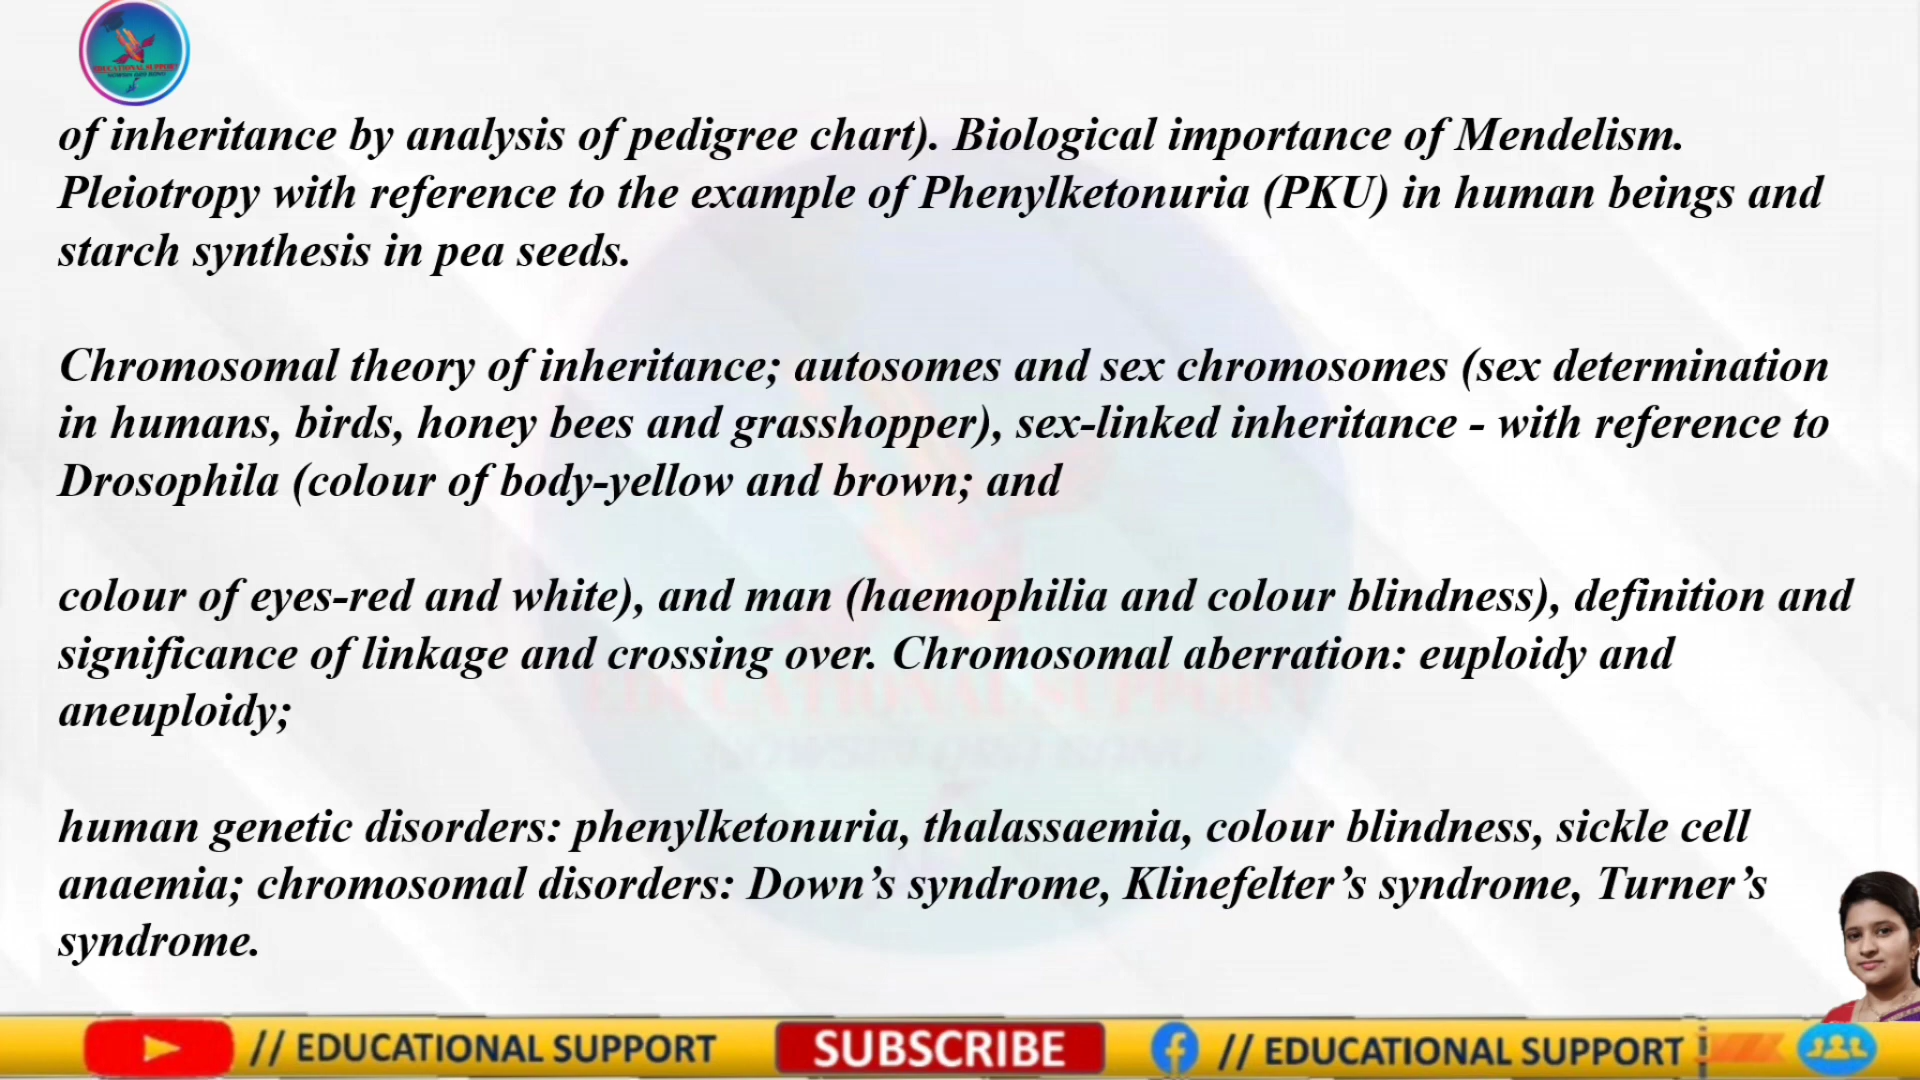 EDUCATIONAL SUPPORT
of inheritance by analysis of pedigree chart). Biological importance of Mendelism.
Pleiotropy with reference to the example of Phenylketonuria (PKU) in human beings and
starch synthesis in pea seeds.
Chromosomal theory of inheritance; autosomes and sex chromosomes (sex determination
in humans, birds, honey bees and grasshopper), sex-linked inheritance - with reference to
Drosophila (colour of body-yellow and brown; and
colour of eyes-red and white), and man (haemophilia and colour blindness), definition and
significance of linkage and crossing over. Chromosomal aberration: euploidy and
aneuploidy;
EDUCATIONAL SUPPORT
human genetic disorders: phenylketonuria, thalassaemia, colour blindness, sickle cell
anaemia; chromosomal disorders: Down’s syndrome, Klinefelter’s syndrome, Turner’s
syndrome.
// EDUCATIONAL SUPPORT SUBSCRIBE // EDUCATIONAL SUPPORT